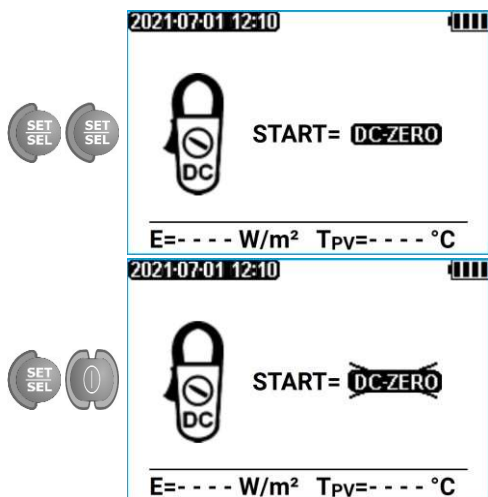 2021-07-01 12:10
SET SEL SET SEL
START= DC-ZERO
DC
E=- - - - W/m² TPV=- - - - °C
2021-07-01 12:10
SET SEL
START= DC-ZERO
DC
E=- - - - W/m² TPV=- - - - °C